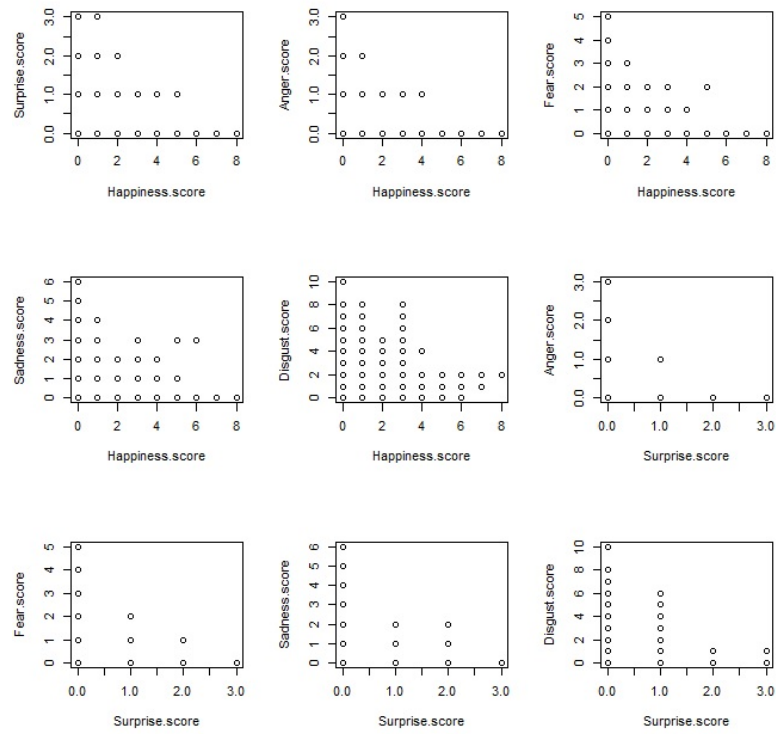 Surprise.score
0.0 1.0 2.0 3.0
0 2 4 6 8
Happiness.score
Anger.score
0.0 1.0 2.0 3.0
0 2 4 6 8
Happiness.score
Fear.score
0 1 2 3 4 5
0 2 4 6 8
Happiness.score
Sadness.score
0 1 2 3 4 5 6
0 2 4 6 8
Happiness.score
Disgust.score
0 2 4 6 8 10
0 2 4 6 8
Happiness.score
Anger.score
0.0 1.0 2.0 3.0
0.0 1.0 2.0 3.0
Surprise.score
Fear.score
0 1 2 3 4 5
0.0 1.0 2.0 3.0
Surprise.score
Sadness.score
0 1 2 3 4 5 6
0.0 1.0 2.0 3.0
Surprise.score
Disgust.score
0 2 4 6 8 10
0.0 1.0 2.0 3.0
Surprise.score